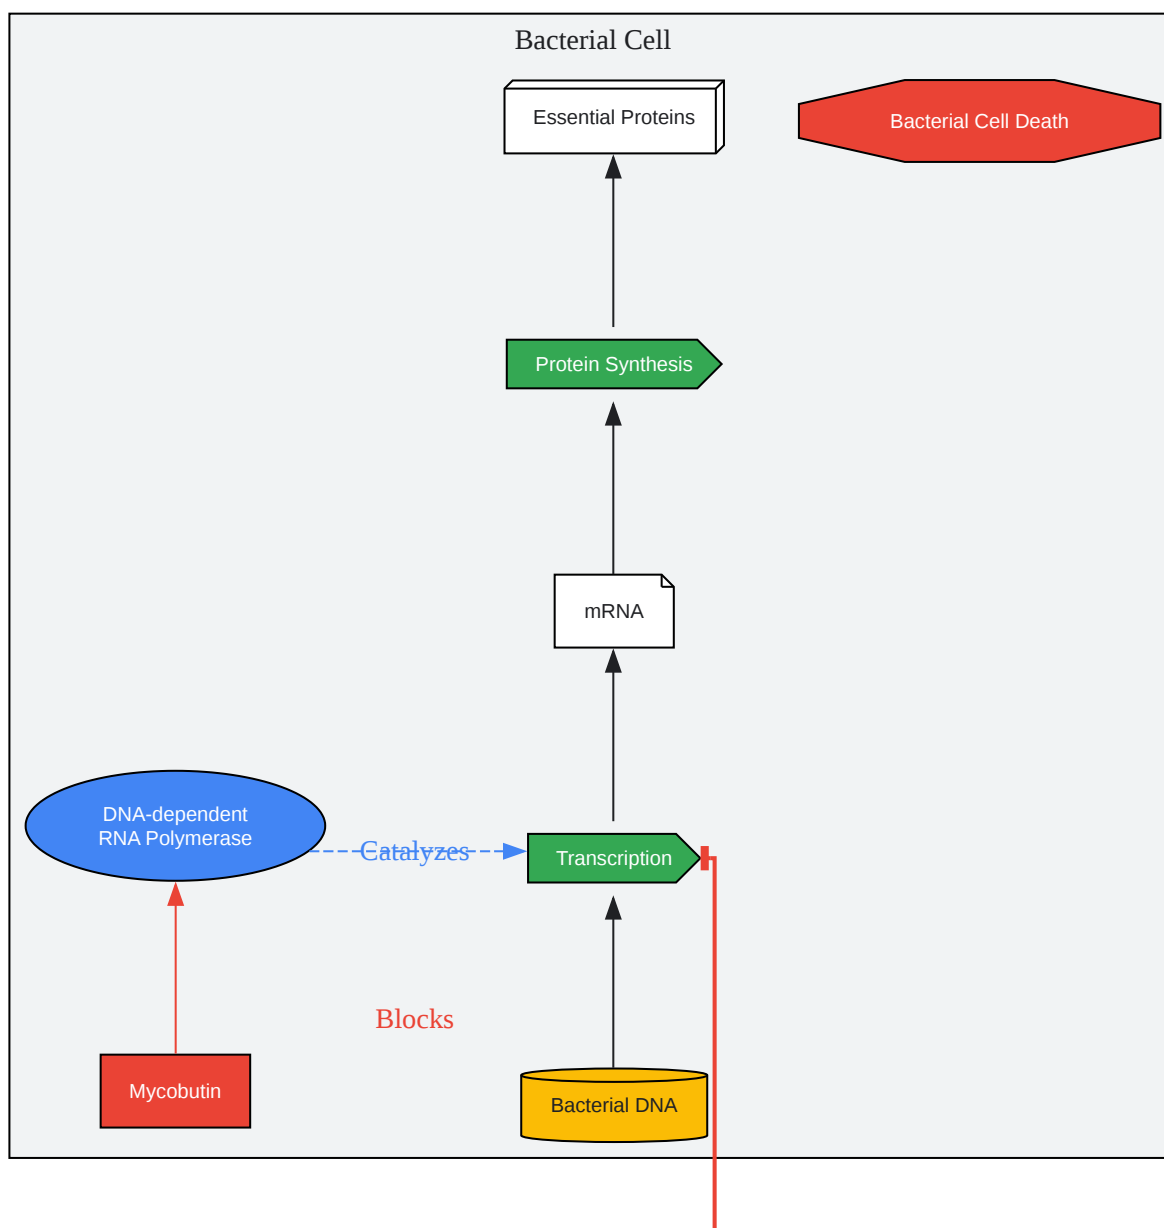 Bacterial Cell
Essential Proteins
Bacterial Cell Death
Protein Synthesis
mRNA
DNA-dependent
RNA Polymerase
Catalyzes
Transcription
Blocks
Mycobutin
Bacterial DNA